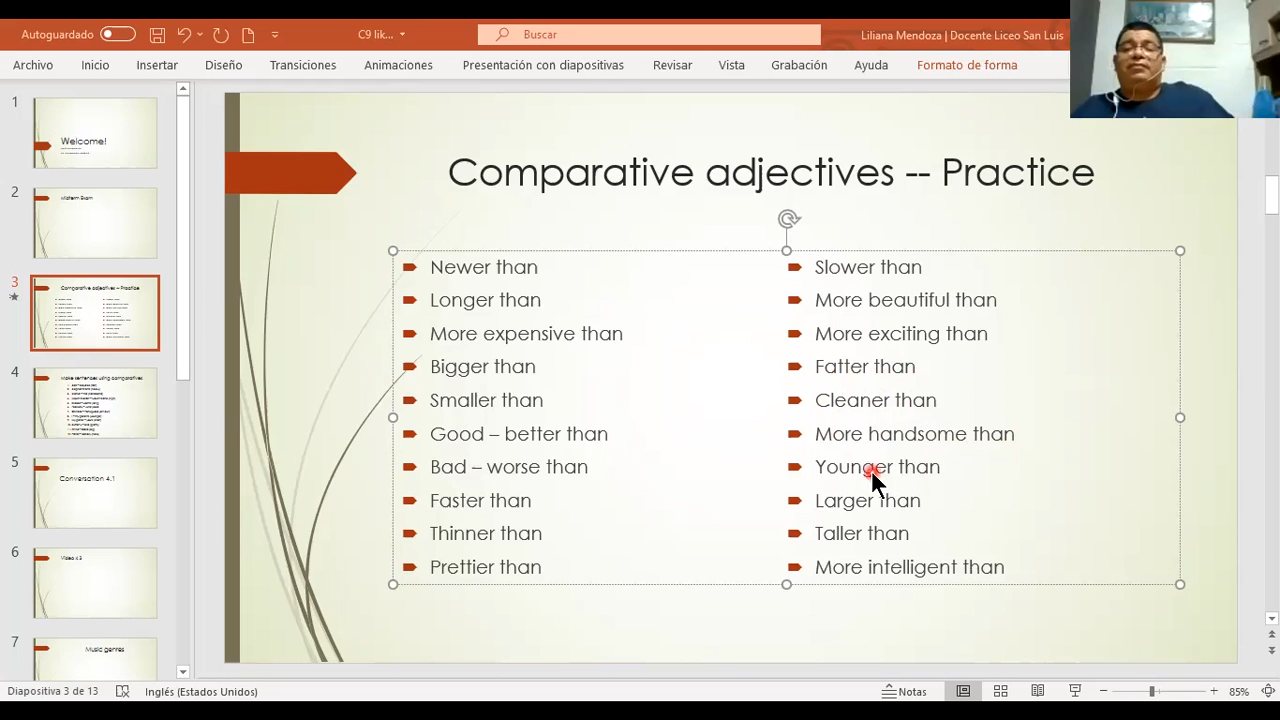 Autoguardado
C9 lik...
Buscar
Liliana Mendoza | Docente Liceo San Luis
Archivo
Inicio
Insertar
Diseño
Transiciones
Animaciones
Presentación con diapositivas
Revisar
Vista
Grabación
Ayuda
Formato de forma
1
Welcome!
2
Midterm Exam
3
Comparative adjectives -- Practice
4
Make sentences using comparatives
5
Conversation 4.1
6
Video 4.3
7
Music genres
Comparative adjectives -- Practice
Newer than
Longer than
More expensive than
Bigger than
Smaller than
Good – better than
Bad – worse than
Faster than
Thinner than
Prettier than
Slower than
More beautiful than
More exciting than
Fatter than
Cleaner than
More handsome than
Younger than
Larger than
Taller than
More intelligent than
Diapositiva 3 de 13
Inglés (Estados Unidos)
Notas
85%